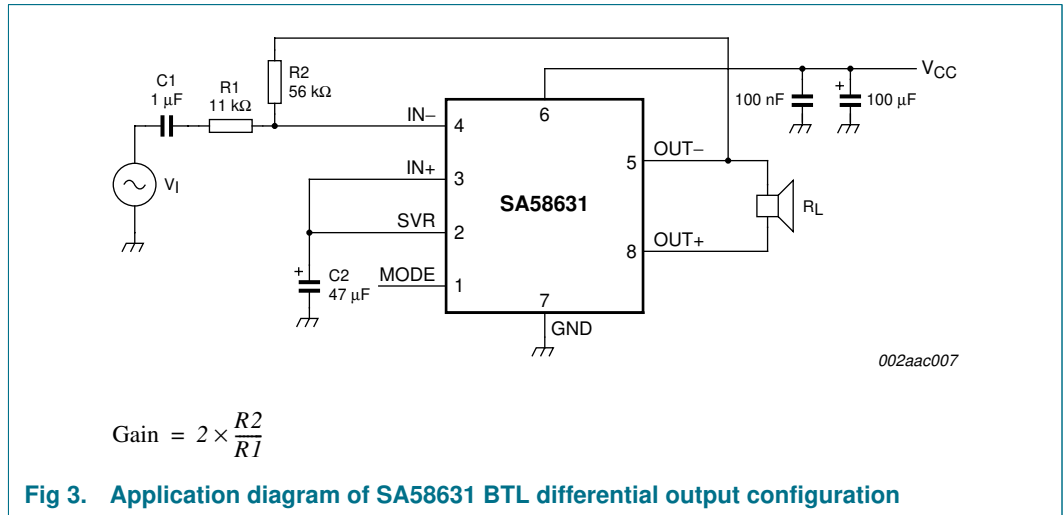 C1
1 μF
R1
11 kΩ
R2
56 kΩ
VI
IN−
4
IN+
3
SVR
2
MODE
1
C2
+
47 μF
6
SA58631
7
GND
5
OUT−
8
OUT+
RL
100 nF
+
100 μF
VCC
002aac007
Gain = 2 × R2/R1
Fig 3. Application diagram of SA58631 BTL differential output configuration